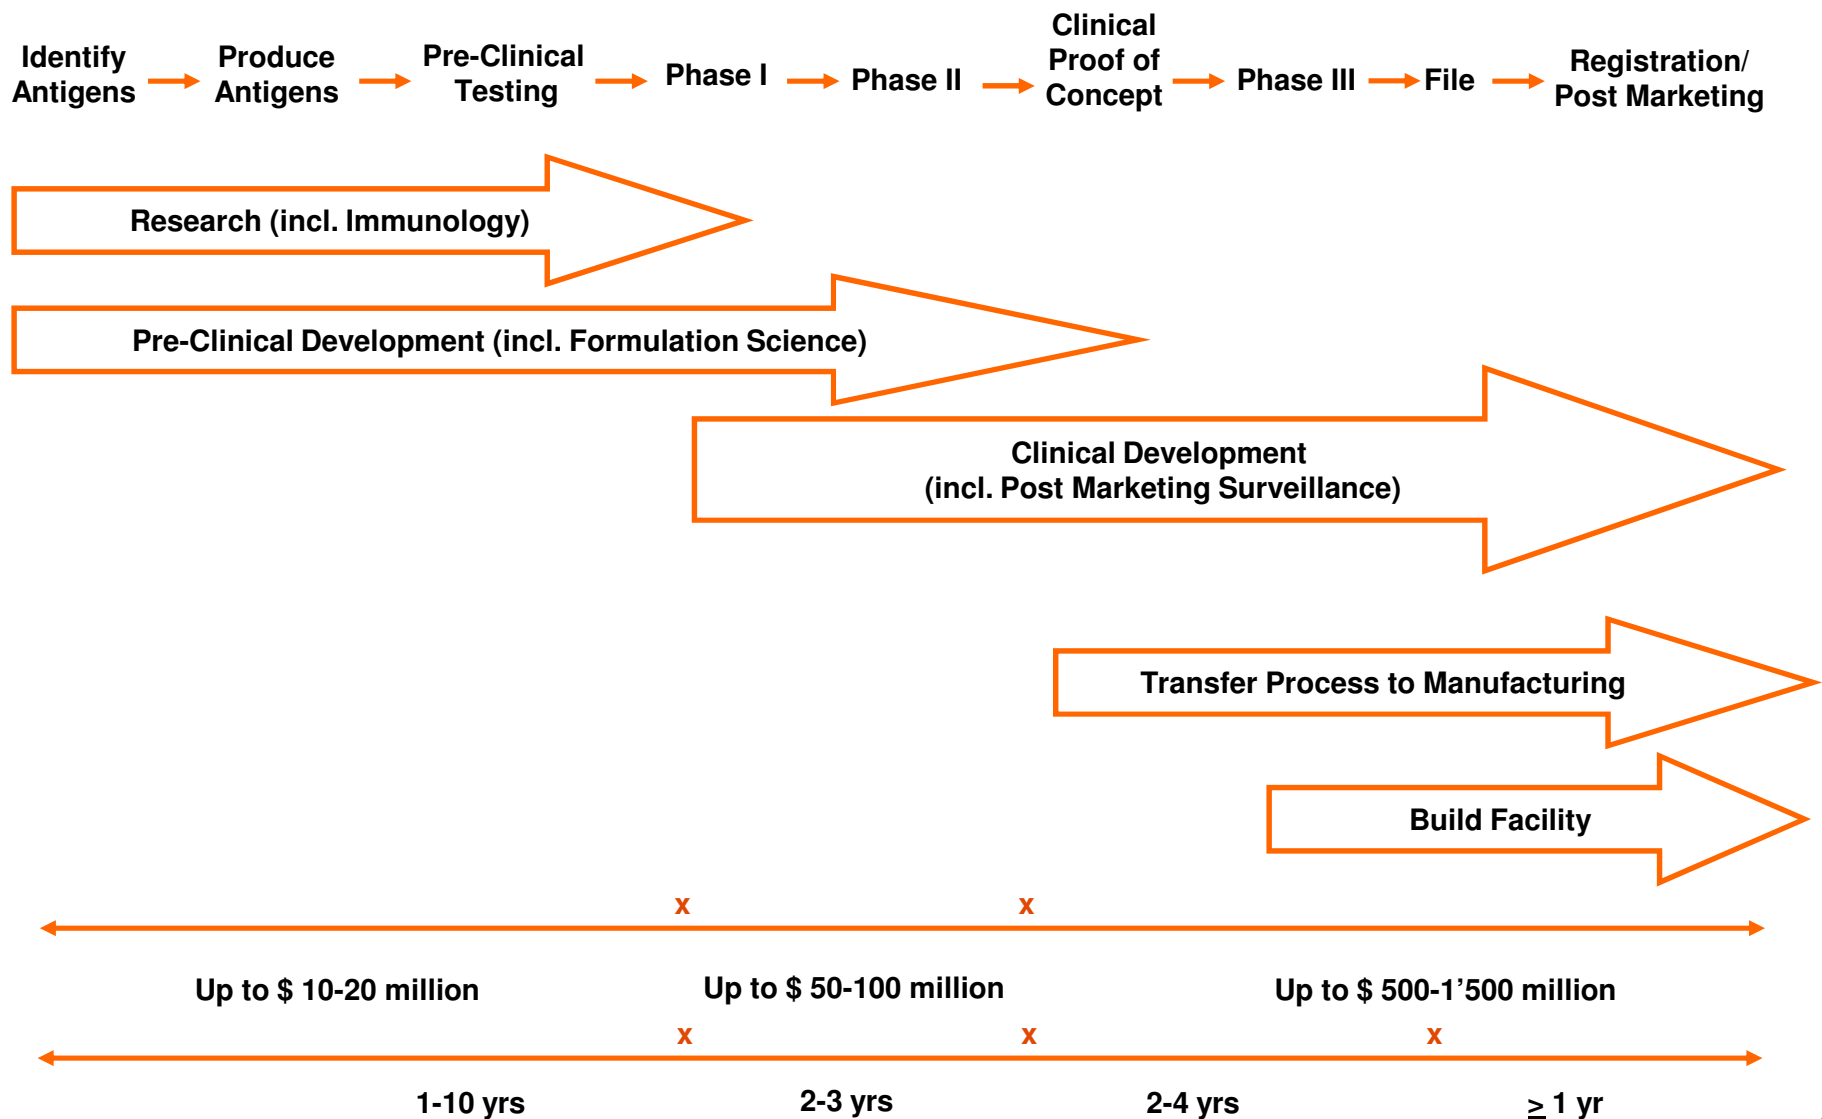 Identify
Antigens
Produce
Antigens
Pre-Clinical
Testing
Phase I
Phase II
Clinical
Proof of
Concept
Phase III
File
Registration/
Post Marketing
Research (incl. Immunology)
Pre-Clinical Development (incl. Formulation Science)
Clinical Development
(incl. Post Marketing Surveillance)
Transfer Process to Manufacturing
Build Facility
x x
Up to $ 10-20 million Up to $ 50-100 million Up to $ 500-1’500 million
x x x
1-10 yrs 2-3 yrs 2-4 yrs ≥ 1 yr